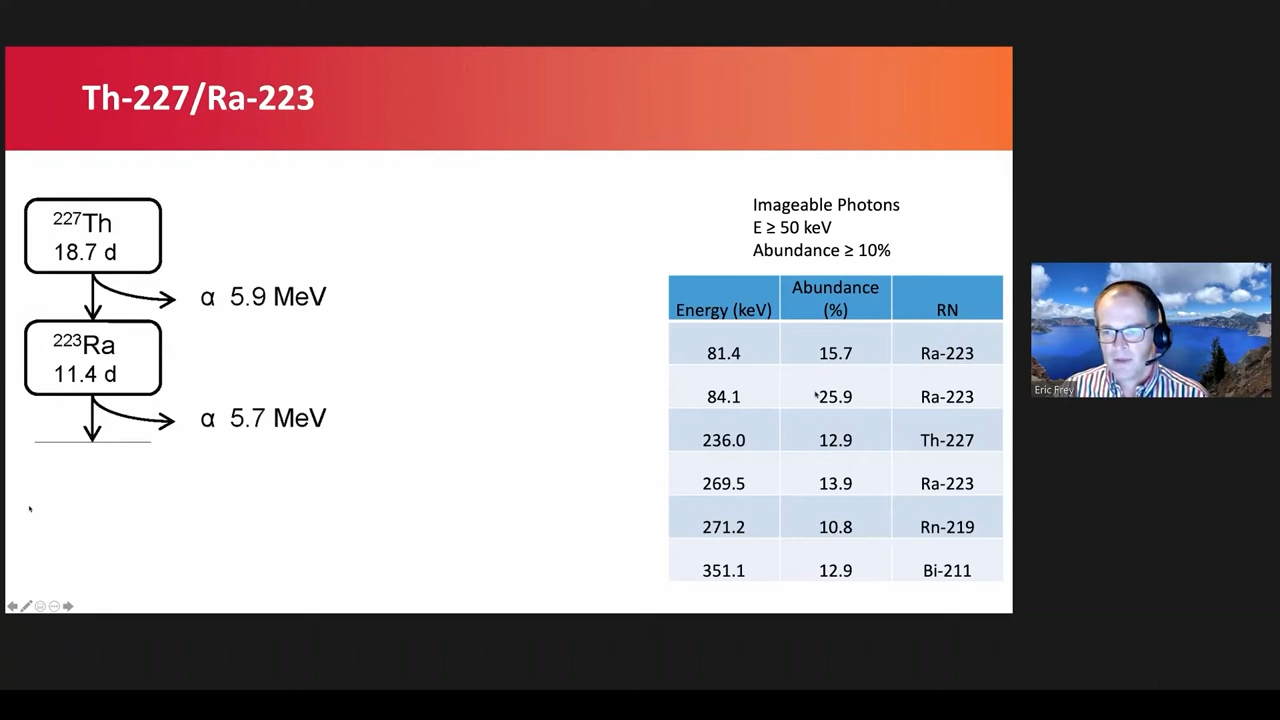 Th-227/Ra-223
²²⁷Th
18.7 d
α 5.9 MeV
²²³Ra
11.4 d
α 5.7 MeV
Imageable Photons
E ≥ 50 keV
Abundance ≥ 10%
Energy (keV) Abundance (%) RN
81.4 15.7 Ra-223
84.1 25.9 Ra-223
236.0 12.9 Th-227
269.5 13.9 Ra-223
271.2 10.8 Rn-219
351.1 12.9 Bi-211
Eric Frey